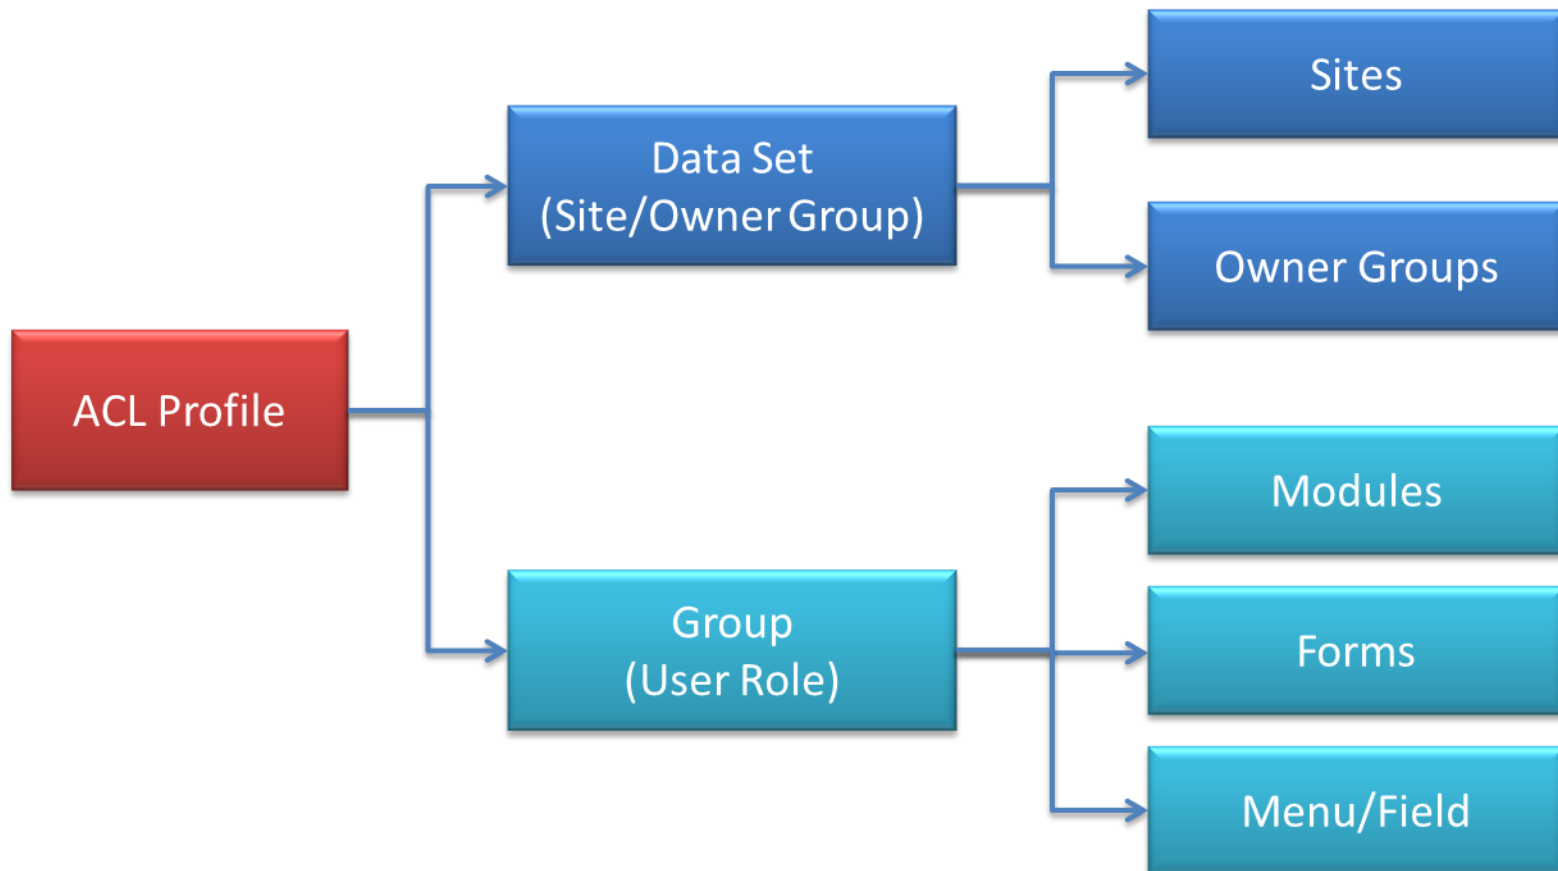 Sites
Data Set
(Site/Owner Group)
Owner Groups
ACL Profile
Modules
Group
(User Role)
Forms
Menu/Field